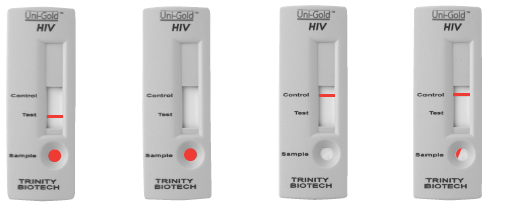 Uni-Gold™
HIV
Control
Test
Sample
TRINITY
BIOTECH
Uni-Gold™
HIV
Control
Test
Sample
TRINITY
BIOTECH
Uni-Gold™
HIV
Control
Test
Sample
TRINITY
BIOTECH
Uni-Gold™
HIV
Control
Test
Sample
TRINITY
BIOTECH